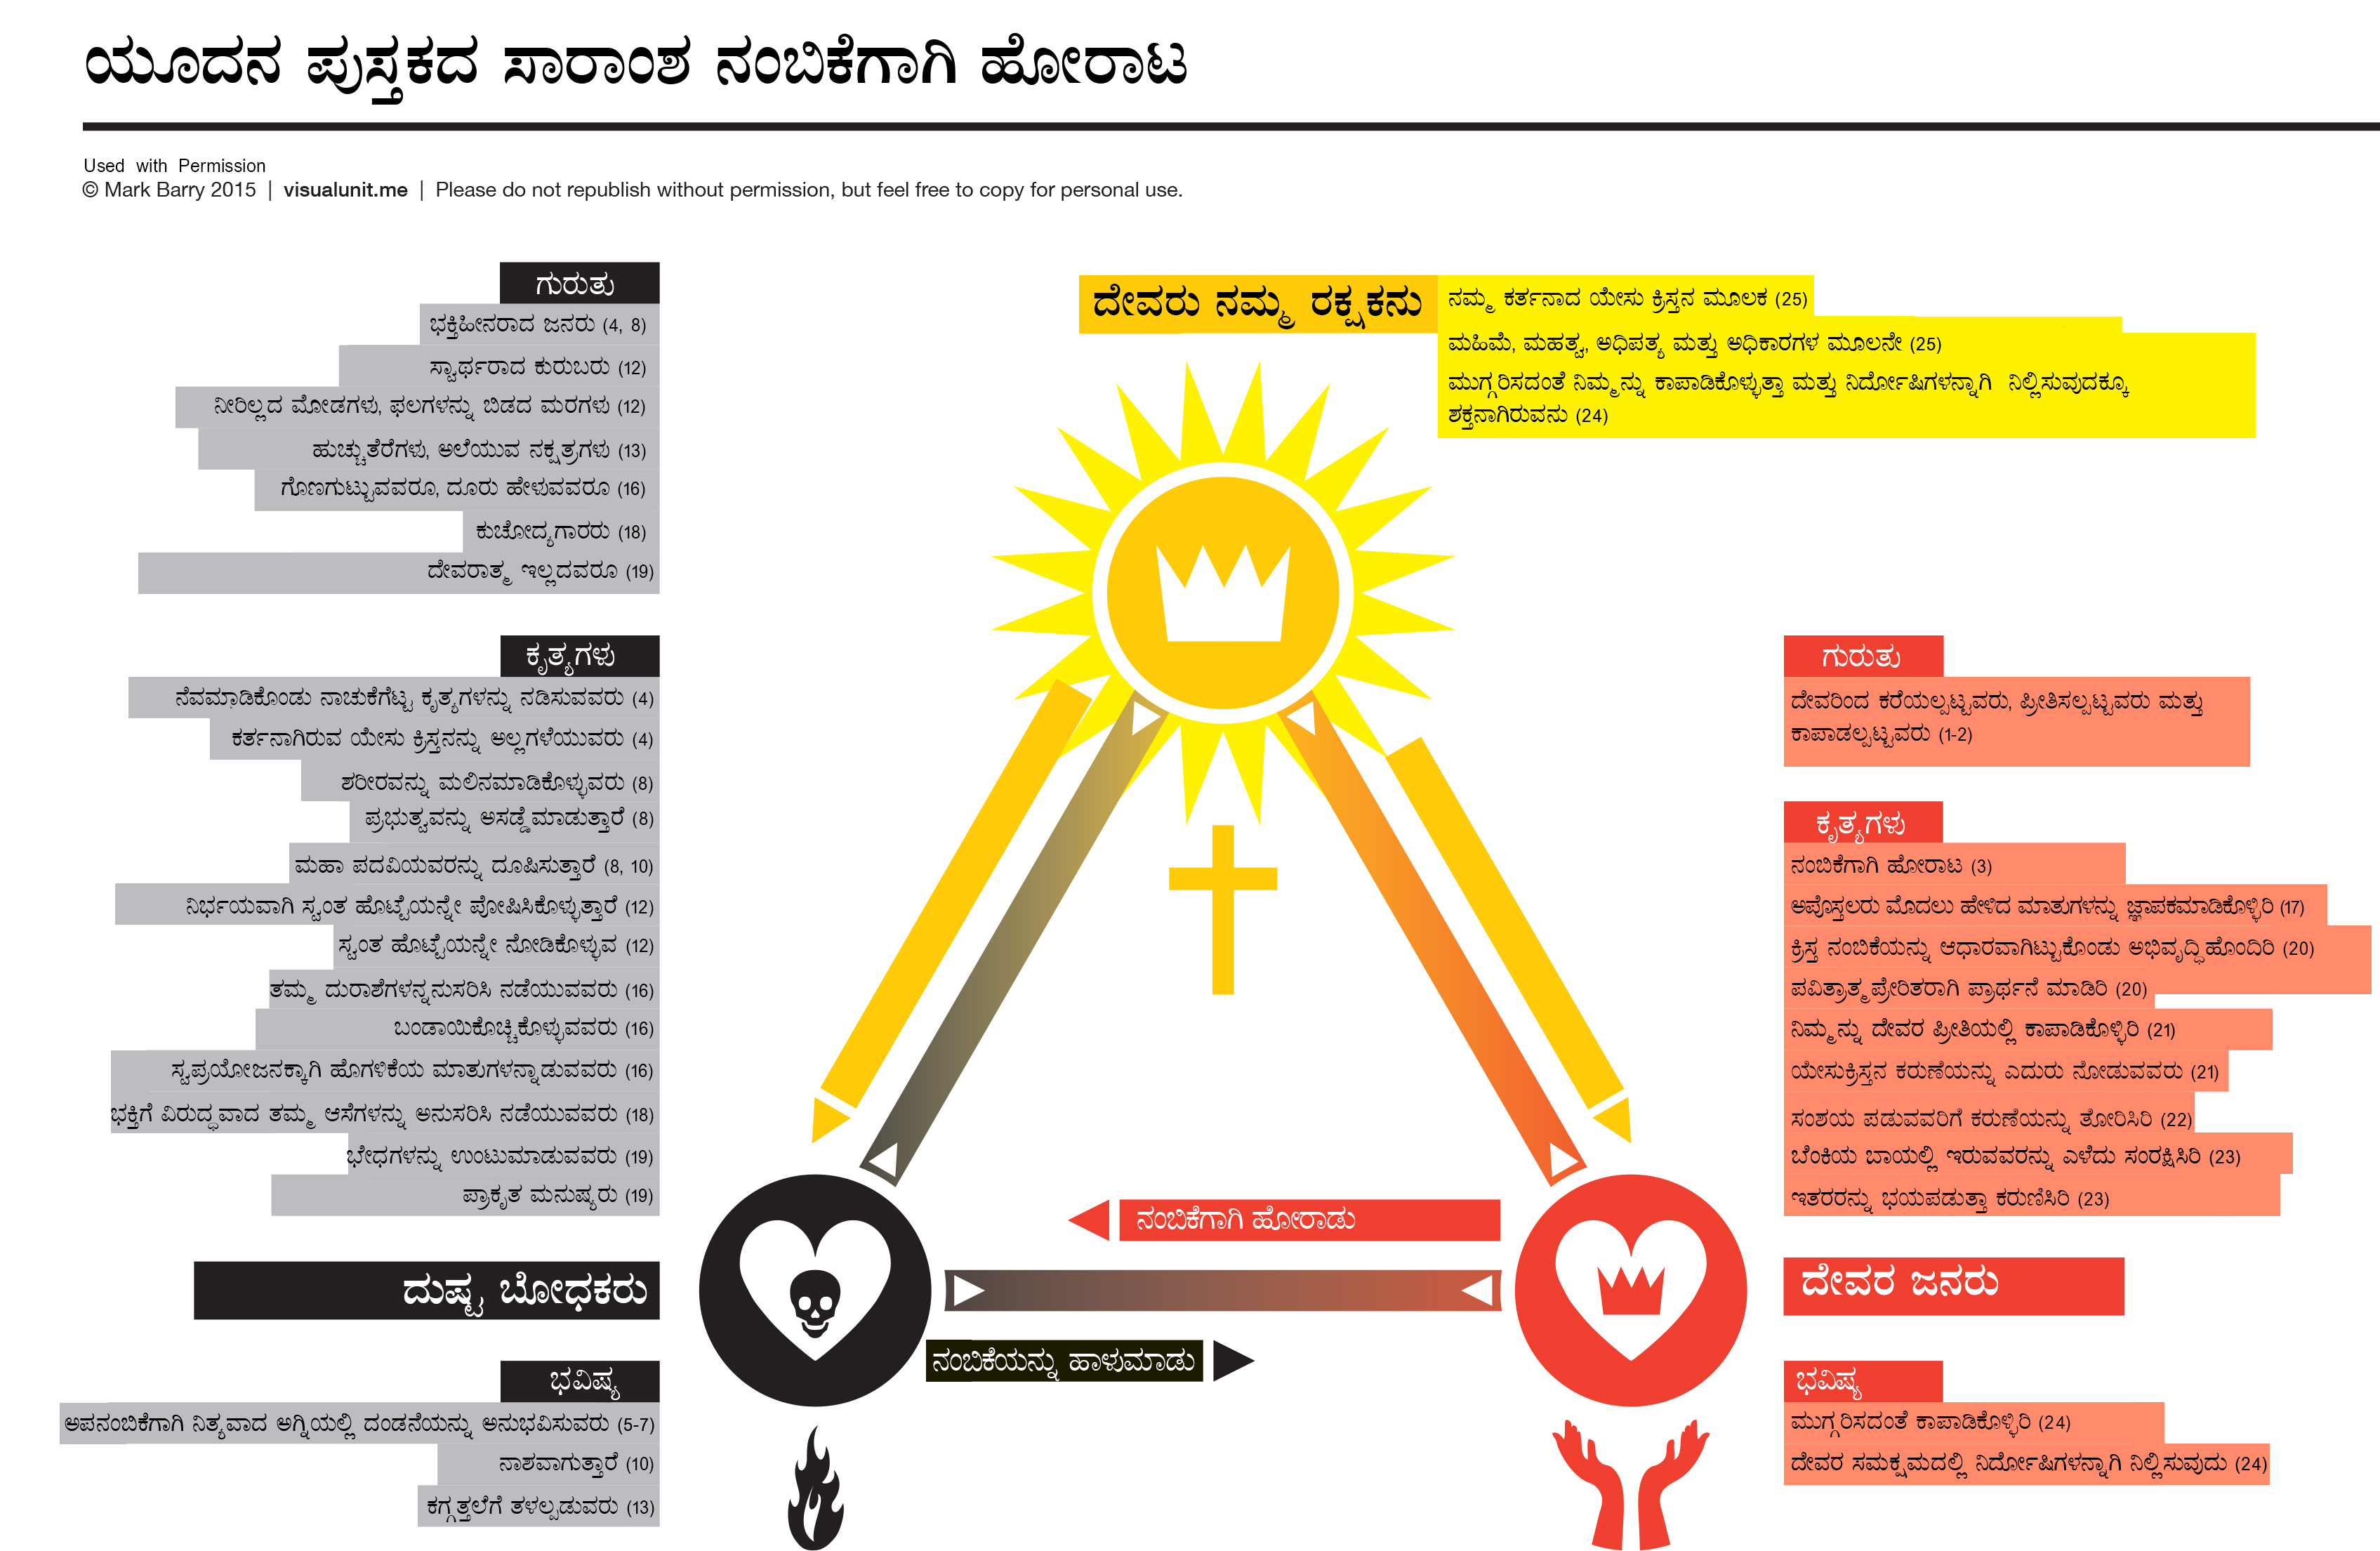 ಯೂದನ ಪುಸ್ತಕದ ಸಾರಾಂಶ ನಂಬಿಕೆಗಾಗಿ ಹೋರಾಟ
Used with Permission
© Mark Barry 2015 | visualunit.me | Please do not republish without permission, but feel free to copy for personal use.
ಗುರುತು
ಭಕ್ತಿಹೀನರಾದ ಜನರು (4, 8)
ಸ್ವಾರ್ಥರಾದ ಕುರುಬರು (12)
ನೀರಿಲ್ಲದ ಮೋಡಗಳು, ಫಲಗಳನ್ನು ಬಿಡದ ಮರಗಳು (12)
ಹುಚ್ಚುತೆರೆಗಳು, ಅಲೆಯುವ ನಕ್ಷತ್ರಗಳು (13)
ಗೊಣಗುಟ್ಟುವವರೂ, ದೂರು ಹೇಳುವವರೂ (16)
ಕುಚೋದ್ಯಗಾರರು (18)
ದೇವರಾತ್ಮ ಇಲ್ಲದವರೂ (19)
ಕೃತ್ಯಗಳು
ನೆವಮಾಡಿಕೊಂಡು ನಾಚುಕೆಗೆಟ್ಟ ಕೃತ್ಯಗಳನ್ನು ನಡಿಸುವವರು (4)
ಕರ್ತನಾಗಿರುವ ಯೇಸು ಕ್ರಿಸ್ತನನ್ನು ಅಲ್ಲಗಳೆಯುವರು (4)
ಶರೀರವನ್ನು ಮಲಿನಮಾಡಿಕೊಳ್ಳುವರು (8)
ಪ್ರಭುತ್ವವನ್ನು ಅಸಡ್ಡೆಮಾಡುತ್ತಾರೆ (8)
ಮಹಾ ಪದವಿಯವರನ್ನು ದೂಷಿಸುತ್ತಾರೆ (8, 10)
ನಿರ್ಭಯವಾಗಿ ಸ್ವಂತ ಹೊಟ್ಟೆಯನ್ನೇ ಪೋಷಿಸಿಕೊಳ್ಳುತ್ತಾರೆ (12)
ಸ್ವಂತ ಹೊಟ್ಟೆಯನ್ನೇ ನೋಡಿಕೊಳ್ಳುವ (12)
ತಮ್ಮ ದುರಾಶೆಗಳನ್ನನುಸರಿಸಿ ನಡೆಯುವವರು (16)
ಬಂಡಾಯಿಕೊಚ್ಚಿಕೊಳ್ಳುವವರು (16)
ಸ್ವಪ್ರಯೋಜನಕ್ಕಾಗಿ ಹೊಗಳಿಕೆಯ ಮಾತುಗಳನ್ನಾಡುವವರು (16)
ಭಕ್ತಿಗೆ ವಿರುದ್ಧವಾದ ತಮ್ಮ ಆಸೆಗಳನ್ನು ಅನುಸರಿಸಿ ನಡೆಯುವವರು (18)
ಭೇಧಗಳನ್ನು ಉಂಟುಮಾಡುವವರು (19)
ಪ್ರಾಕೃತ ಮನುಷ್ಯರು (19)
ದುಷ್ಟ ಬೋಧಕರು
ಭವಿಷ್ಯ
ಅಪನಂಬಿಕೆಗಾಗಿ ನಿತ್ಯವಾದ ಅಗ್ನಿಯಲ್ಲಿ ದಂಡನೆಯನ್ನು ಅನುಭವಿಸುವರು (5-7)
ನಾಶವಾಗುತ್ತಾರೆ (10)
ಕಗ್ಗತ್ತಲೆಗೆ ತಳಲ್ಪಡುವರು (13)
ದೇವರು ನಮ್ಮ ರಕ್ಷಕನು
ನಮ್ಮ ಕರ್ತನಾದ ಯೇಸು ಕ್ರಿಸ್ತನ ಮೂಲಕ (25)
ಮಹಿಮೆ, ಮಹತ್ವ, ಅಧಿಪತ್ಯ ಮತ್ತು ಅಧಿಕಾರಗಳ ಮೂಲನೇ (25)
ಮುಗ್ಗರಿಸದಂತೆ ನಿಮ್ಮನ್ನು ಕಾಪಾಡಿಕೊಳ್ಳುತ್ತಾ ಮತ್ತು ನಿರ್ದೋಷಿಗಳನ್ನಾಗಿ ನಿಲ್ಲಿಸುವುದಕ್ಕೂ
ಶಕ್ತನಾಗಿರುವನು (24)
ನಂಬಿಕೆಗಾಗಿ ಹೋರಾಡು
ನಂಬಿಕೆಯನ್ನು ಹಾಳುಮಾಡು
ಗುರುತು
ದೇವರಿಂದ ಕರೆಯಲ್ಪಟ್ಟವರು, ಪ್ರೀತಿಸಲ್ಪಟ್ಟವರು ಮತ್ತು
ಕಾಪಾಡಲ್ಪಟ್ಟವರು (1-2)
ಕೃತ್ಯಗಳು
ನಂಬಿಕೆಗಾಗಿ ಹೋರಾಟ (3)
ಅಪೊಸ್ತಲರು ಮೊದಲು ಹೇಳಿದ ಮಾತುಗಳನ್ನು ಜ್ಞಾಪಕಮಾಡಿಕೊಳ್ಳಿರಿ (17)
ಕ್ರಿಸ್ತ ನಂಬಿಕೆಯನ್ನು ಆಧಾರವಾಗಿಟ್ಟುಕೊಂಡು ಅಭಿವೃದ್ಧಿಹೊಂದಿರಿ (20)
ಪವಿತ್ರಾತ್ಮಪ್ರೇರಿತರಾಗಿ ಪ್ರಾರ್ಥನೆ ಮಾಡಿರಿ (20)
ನಿಮ್ಮನ್ನು ದೇವರ ಪ್ರೀತಿಯಲ್ಲಿ ಕಾಪಾಡಿಕೊಳ್ಳಿರಿ (21)
ಯೇಸುಕ್ರಿಸ್ತನ ಕರುಣೆಯನ್ನು ಎದುರು ನೋಡುವವರು (21)
ಸಂಶಯ ಪಡುವವರಿಗೆ ಕರುಣೆಯನ್ನು ತೋರಿಸಿರಿ (22)
ಬೆಂಕಿಯ ಬಾಯಲ್ಲಿ ಇರುವವರನ್ನು ಎಳೆದು ಸಂರಕ್ಷಿಸಿರಿ (23)
ಇತರರನ್ನು ಭಯಪಡುತ್ತಾ ಕರುಣಿಸಿರಿ (23)
ದೇವರ ಜನರು
ಭವಿಷ್ಯ
ಮುಗ್ಗರಿಸದಂತೆ ಕಾಪಾಡಿಕೊಳ್ಳಿರಿ (24)
ದೇವರ ಸಮಕ್ಷಮದಲ್ಲಿ ನಿರ್ದೋಷಿಗಳನ್ನಾಗಿ ನಿಲ್ಲಿಸುವುದು (24)